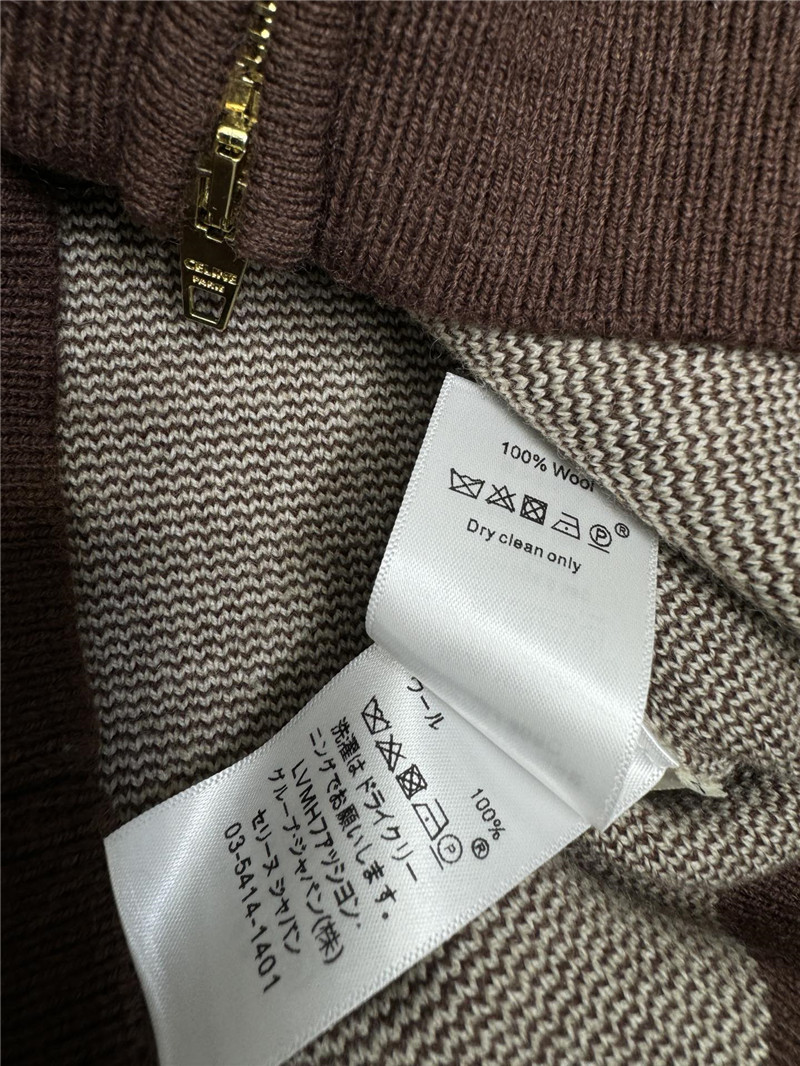 CELINE
PARIS
100% Wool
®
Dry clean only
ウール 100%
®
洗濯はドライクリー
ニングでお願いします。
LVMHファッション・
グループ・ジャパン(株)
セリーヌ ジャパン
03-5414-1401